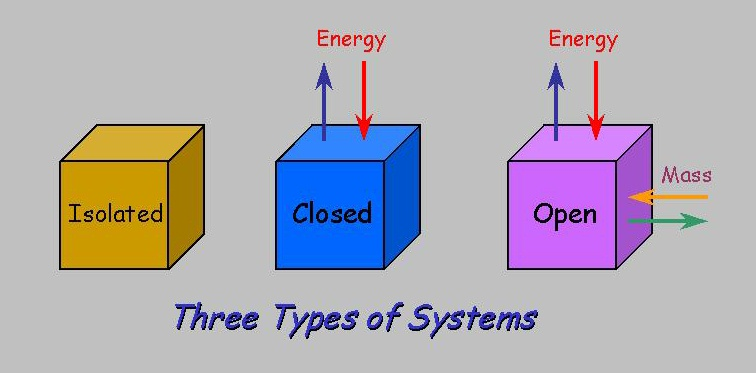 Energy
Energy
Mass
Isolated
Closed
Open
Three Types of Systems